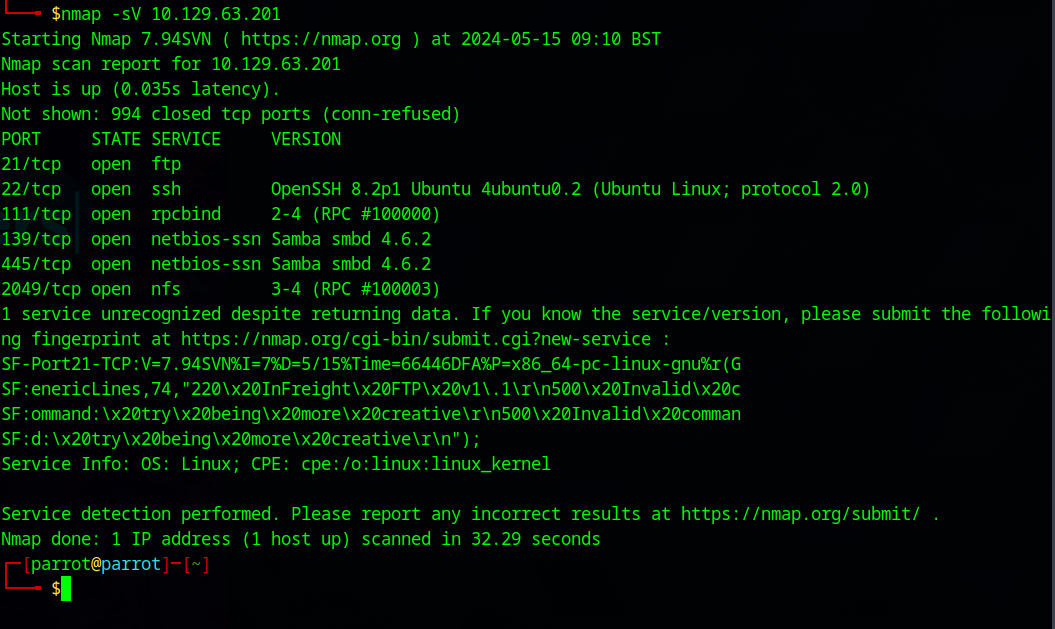 $nmap -sV 10.129.63.201
Starting Nmap 7.94SVN ( https://nmap.org ) at 2024-05-15 09:10 BST
Nmap scan report for 10.129.63.201
Host is up (0.035s latency).
Not shown: 994 closed tcp ports (conn-refused)
PORT     STATE SERVICE     VERSION
21/tcp   open  ftp
22/tcp   open  ssh         OpenSSH 8.2p1 Ubuntu 4ubuntu0.2 (Ubuntu Linux; protocol 2.0)
111/tcp  open  rpcbind     2-4 (RPC #100000)
139/tcp  open  netbios-ssn Samba smbd 4.6.2
445/tcp  open  netbios-ssn Samba smbd 4.6.2
2049/tcp open  nfs         3-4 (RPC #100003)
1 service unrecognized despite returning data. If you know the service/version, please submit the followi
ng fingerprint at https://nmap.org/cgi-bin/submit.cgi?new-service :
SF-Port21-TCP:V=7.94SVN%I=7%D=5/15%Time=66446DFA%P=x86_64-pc-linux-gnu%r(G
SF:enericLines,74,"220\x20InFreight\x20FTP\x20v1\.1\r\n500\x20Invalid\x20c
SF:ommand:\x20try\x20being\x20more\x20creative\r\n500\x20Invalid\x20comman
SF:d:\x20try\x20being\x20more\x20creative\r\n");
Service Info: OS: Linux; CPE: cpe:/o:linux:linux_kernel

Service detection performed. Please report any incorrect results at https://nmap.org/submit/ .
Nmap done: 1 IP address (1 host up) scanned in 32.29 seconds
[parrot@parrot]─[~]
$